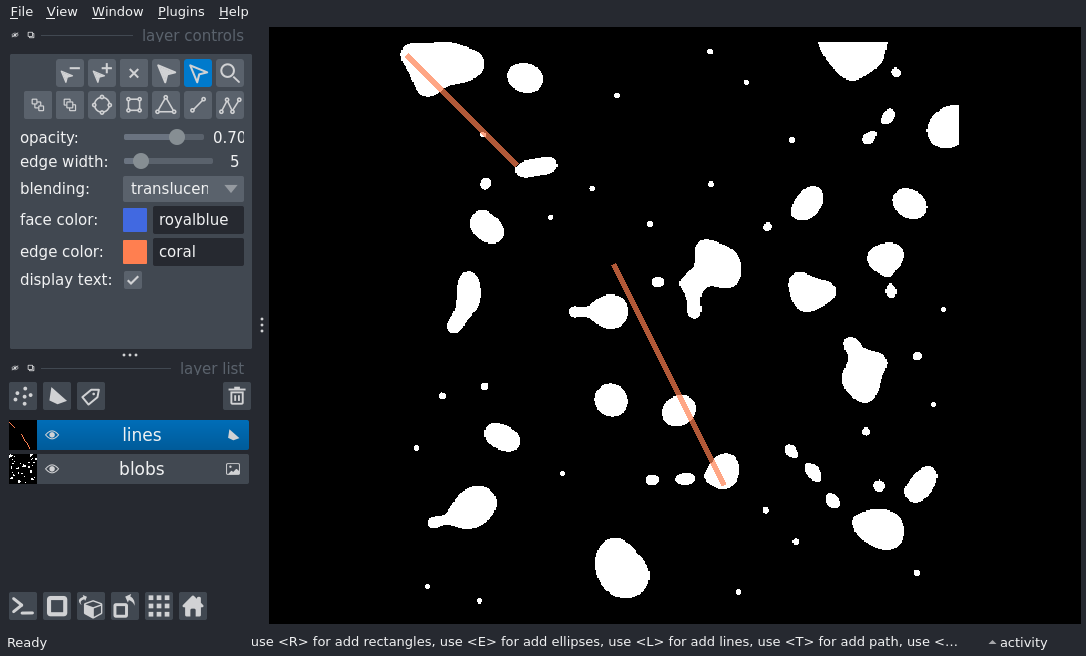 File View Window Plugins Help
layer controls
opacity: 0.70
edge width: 5
blending: translucen
face color: royalblue
edge color: coral
display text:
layer list
lines
blobs
Ready use <R> for add rectangles, use <E> for add ellipses, use <L> for add lines, use <T> for add path, use <... activity